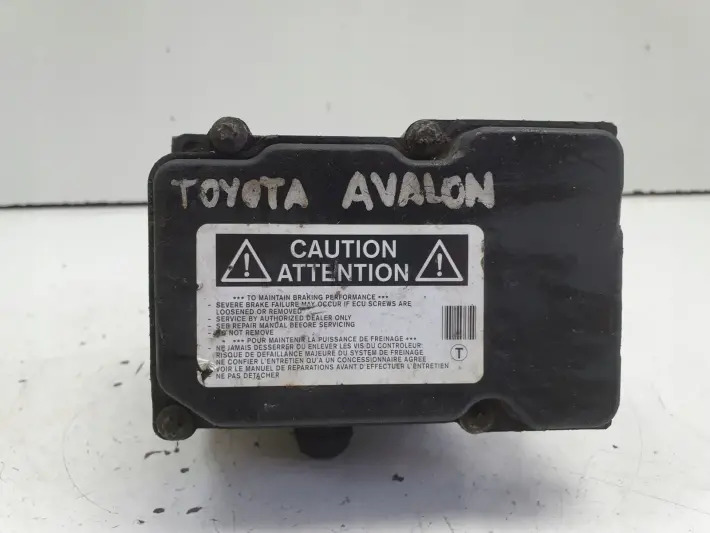 TOYOTA AVALON
CAUTION
ATTENTION
*** TO MAINTAIN BRAKING PERFORMANCE ***
- SEVERE BRAKE FAILURE MAY OCCUR IF ECU SCREWS ARE
LOOSENED OR REMOVED
- SERVICE BY AUTHORIZED DEALER ONLY
- SEE REPAIR MANUAL BEFORE SERVICING
- DO NOT REMOVE
*** POUR MAINTENIR LA PUISSANCE DE FREINAGE ***
- NE JAMAIS DESSERRER OU ENLEVER LES VIS DU CONTROLEUR
RISQUE DE DEFAILLANCE MAJEURE DU SYSTEM DE FREINAGE
- NE CONFIER L'ENTRETIEN QU'A UN CONCESSIONNAIRE AGREE
- VOIR LE MANUEL DE REPARATIONS AVANT D'EFFECTUER L'ENTRETIEN
- NE PAS DETACHER
T